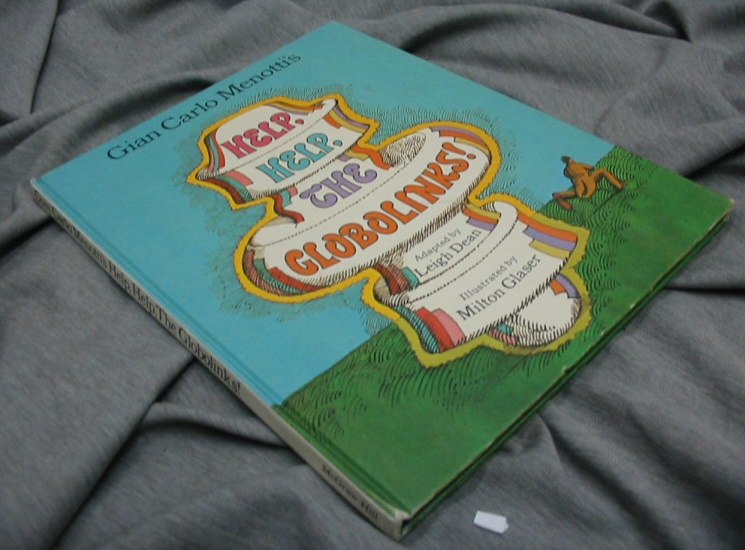 Gian Carlo Menotti's
HELP,
HELP,
THE
GLOBOLINKS!
Adapted by
Leigh Dean
Illustrated by
Milton Glaser
Gian Carlo Menotti's Help, Help, The Globolinks!
McGraw-Hill